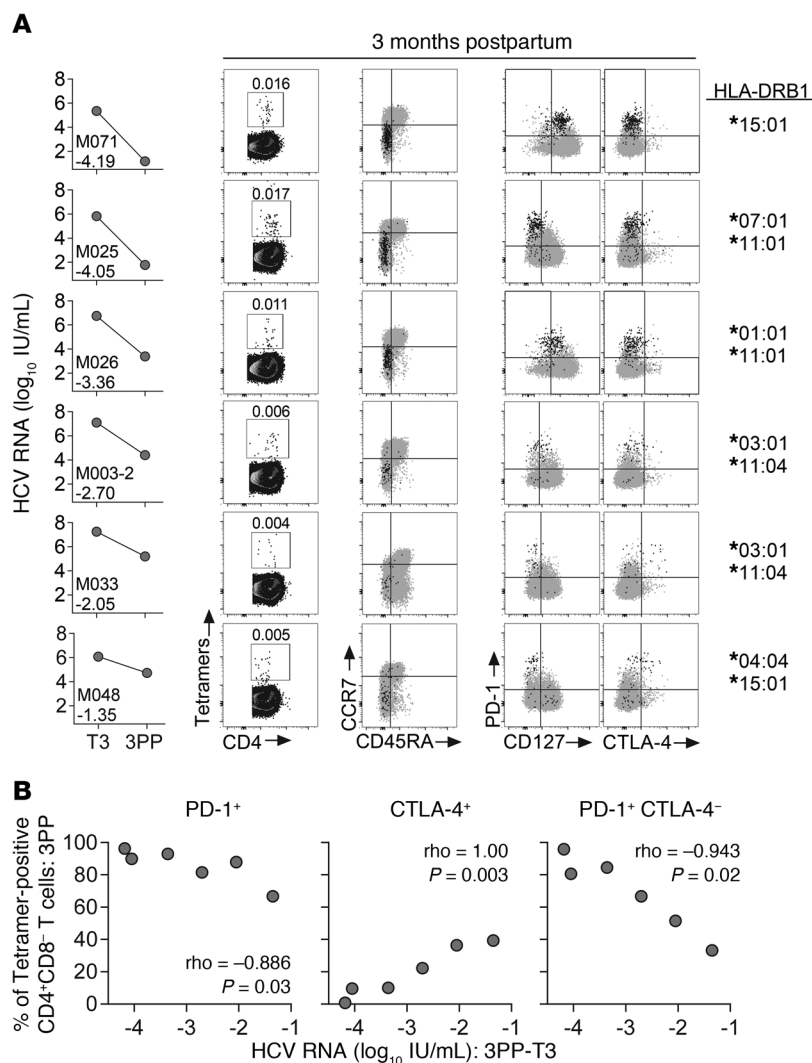 A
3 months postpartum
HLA-DRB1
HCV RNA (log10 IU/mL)
8
6
4
2
M071
-4.19
0.016
*15:01
8
6
4
2
M025
-4.05
0.017
*07:01
*11:01
8
6
4
2
M026
-3.36
0.011
*01:01
*11:01
8
6
4
2
M003-2
-2.70
0.006
*03:01
*11:04
8
6
4
2
M033
-2.05
0.004
*03:01
*11:04
8
6
4
2
M048
-1.35
0.005
*04:04
*15:01
T3 3PP
Tetramers
CD4
CCR7
CD45RA
PD-1
CD127
CTLA-4
B
% of Tetramer-positive
CD4⁺CD8⁻ T cells: 3PP
PD-1⁺
CTLA-4⁺
PD-1⁺ CTLA-4⁻
100
80
60
40
20
0
rho = –0.886
P = 0.03
rho = 1.00
P = 0.003
rho = –0.943
P = 0.02
-4 -3 -2 -1
-4 -3 -2 -1
-4 -3 -2 -1
HCV RNA (log10 IU/mL): 3PP-T3